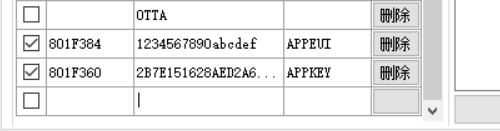 OTTA 删除
801F384 1234567890abcdef APPEUI 删除
801F360 2B7E151628AED2A6... APPKEY 删除